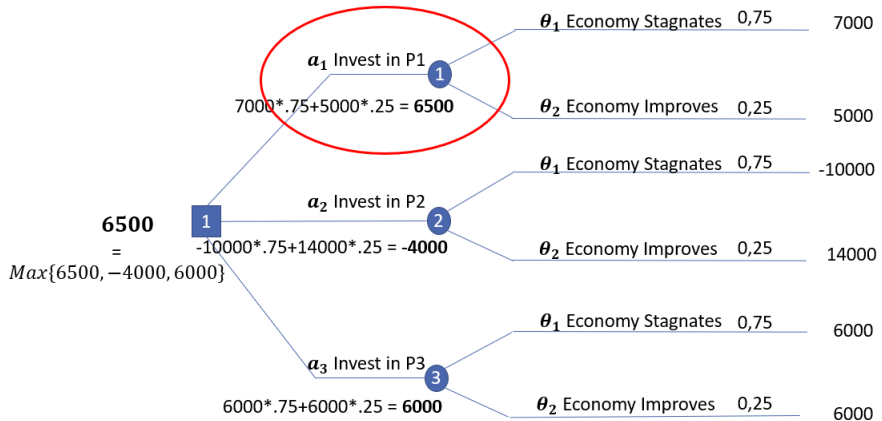 θ₁ Economy Stagnates 0,75 7000
a₁ Invest in P1
1
7000*.75+5000*.25 = 6500
θ₂ Economy Improves 0,25 5000
θ₁ Economy Stagnates 0,75 -10000
a₂ Invest in P2
6500
1
2
=
-10000*.75+14000*.25 = -4000
θ₂ Economy Improves 0,25 14000
Max{6500, −4000, 6000}
θ₁ Economy Stagnates 0,75 6000
a₃ Invest in P3
3
6000*.75+6000*.25 = 6000
θ₂ Economy Improves 0,25 6000